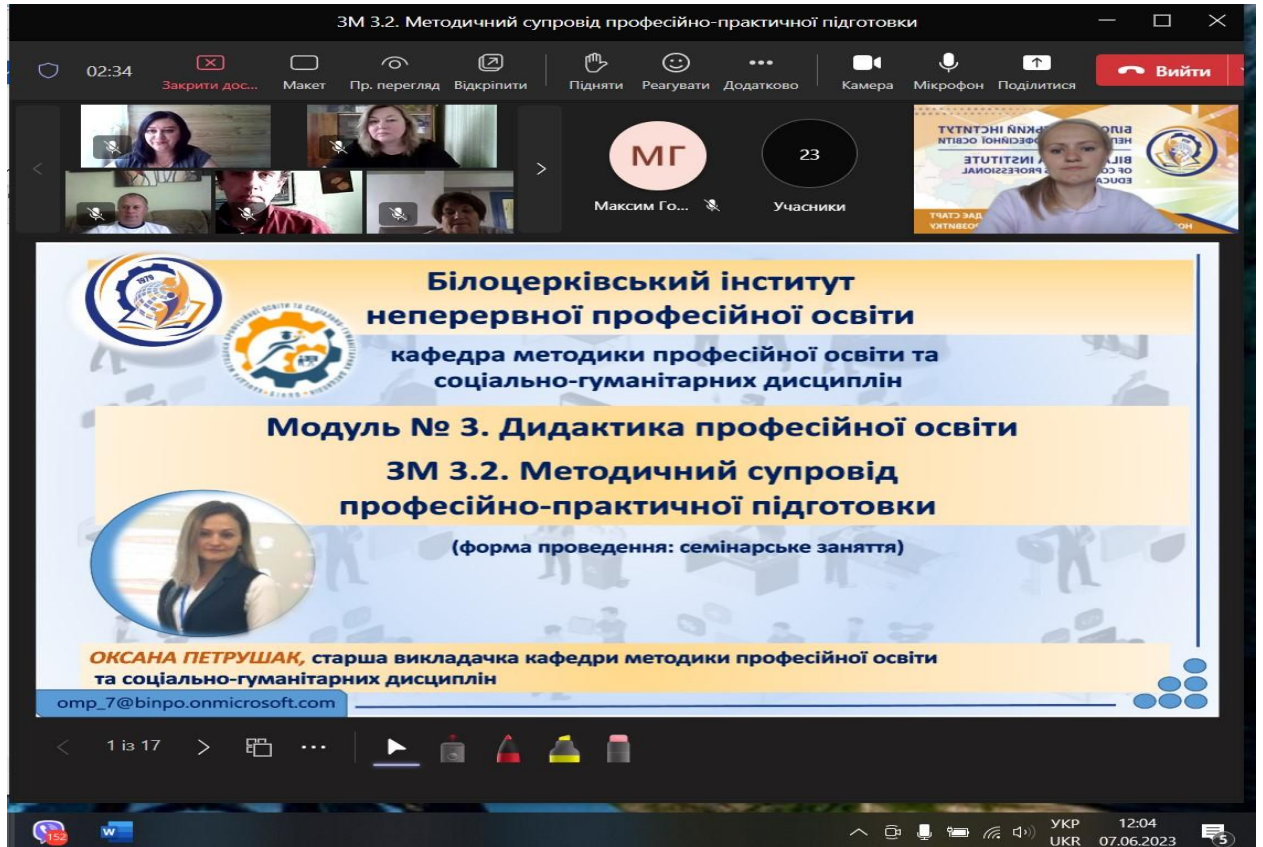 ЗМ 3.2. Методичний супровід професійно-практичної підготовки
02:34
Закрити дос...
Макет
Пр. перегляд
Відкріпити
Підняти
Реагувати
Додатково
Камера
Мікрофон
Поділитися
Вийти
МГ
Максим Го...
23
Учасники
Білоцерківський інститут
неперервної професійної освіти
кафедра методики професійної освіти та
соціально-гуманітарних дисциплін
Модуль № 3. Дидактика професійної освіти
ЗМ 3.2. Методичний супровід
професійно-практичної підготовки
(форма проведення: семінарське заняття)
ОКСАНА ПЕТРУШАК, старша викладачка кафедри методики професійної освіти
та соціально-гуманітарних дисциплін
omp_7@binpo.onmicrosoft.com
1 із 17
152
W
УКР
UKR
12:04
07.06.2023
5